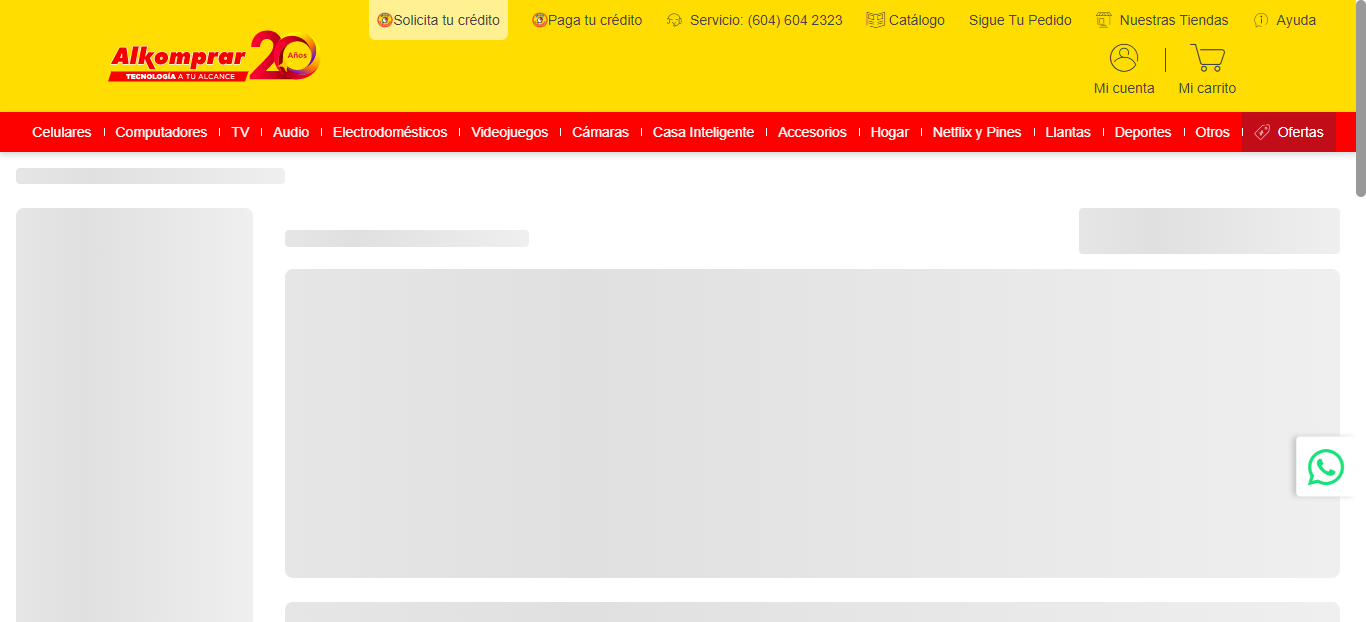 Solicita tu crédito
Paga tu crédito
Servicio: (604) 604 2323
Catálogo
Sigue Tu Pedido
Nuestras Tiendas
Ayuda
Alkomprar 20 Años
TECNOLOGÍA A TU ALCANCE
Mi cuenta
Mi carrito
Celulares
Computadores
TV
Audio
Electrodomésticos
Videojuegos
Cámaras
Casa Inteligente
Accesorios
Hogar
Netflix y Pines
Llantas
Deportes
Otros
Ofertas